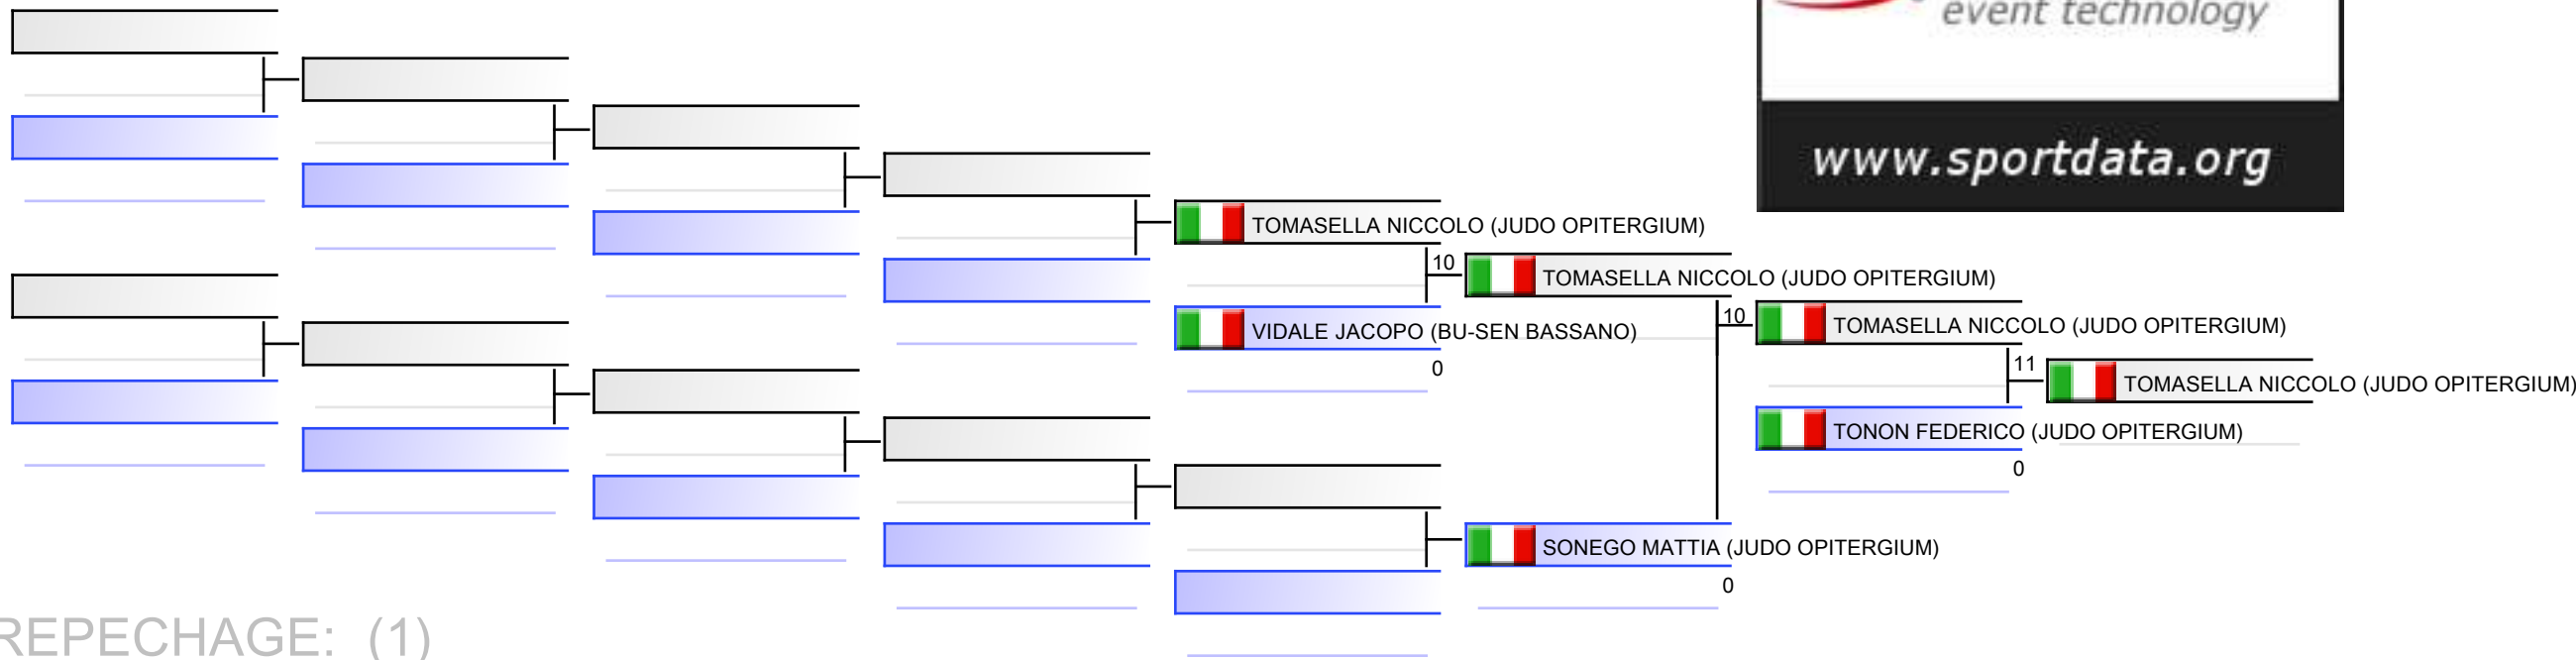 event technology
www.sportdata.org
TOMASELLA NICCOLO (JUDO OPITERGIUM)
10
TOMASELLA NICCOLO (JUDO OPITERGIUM)
VIDALE JACOPO (BU-SEN BASSANO)
0
10
TOMASELLA NICCOLO (JUDO OPITERGIUM)
11
TOMASELLA NICCOLO (JUDO OPITERGIUM)
TONON FEDERICO (JUDO OPITERGIUM)
0
SONEGO MATTIA (JUDO OPITERGIUM)
0
REPECHAGE: (1)